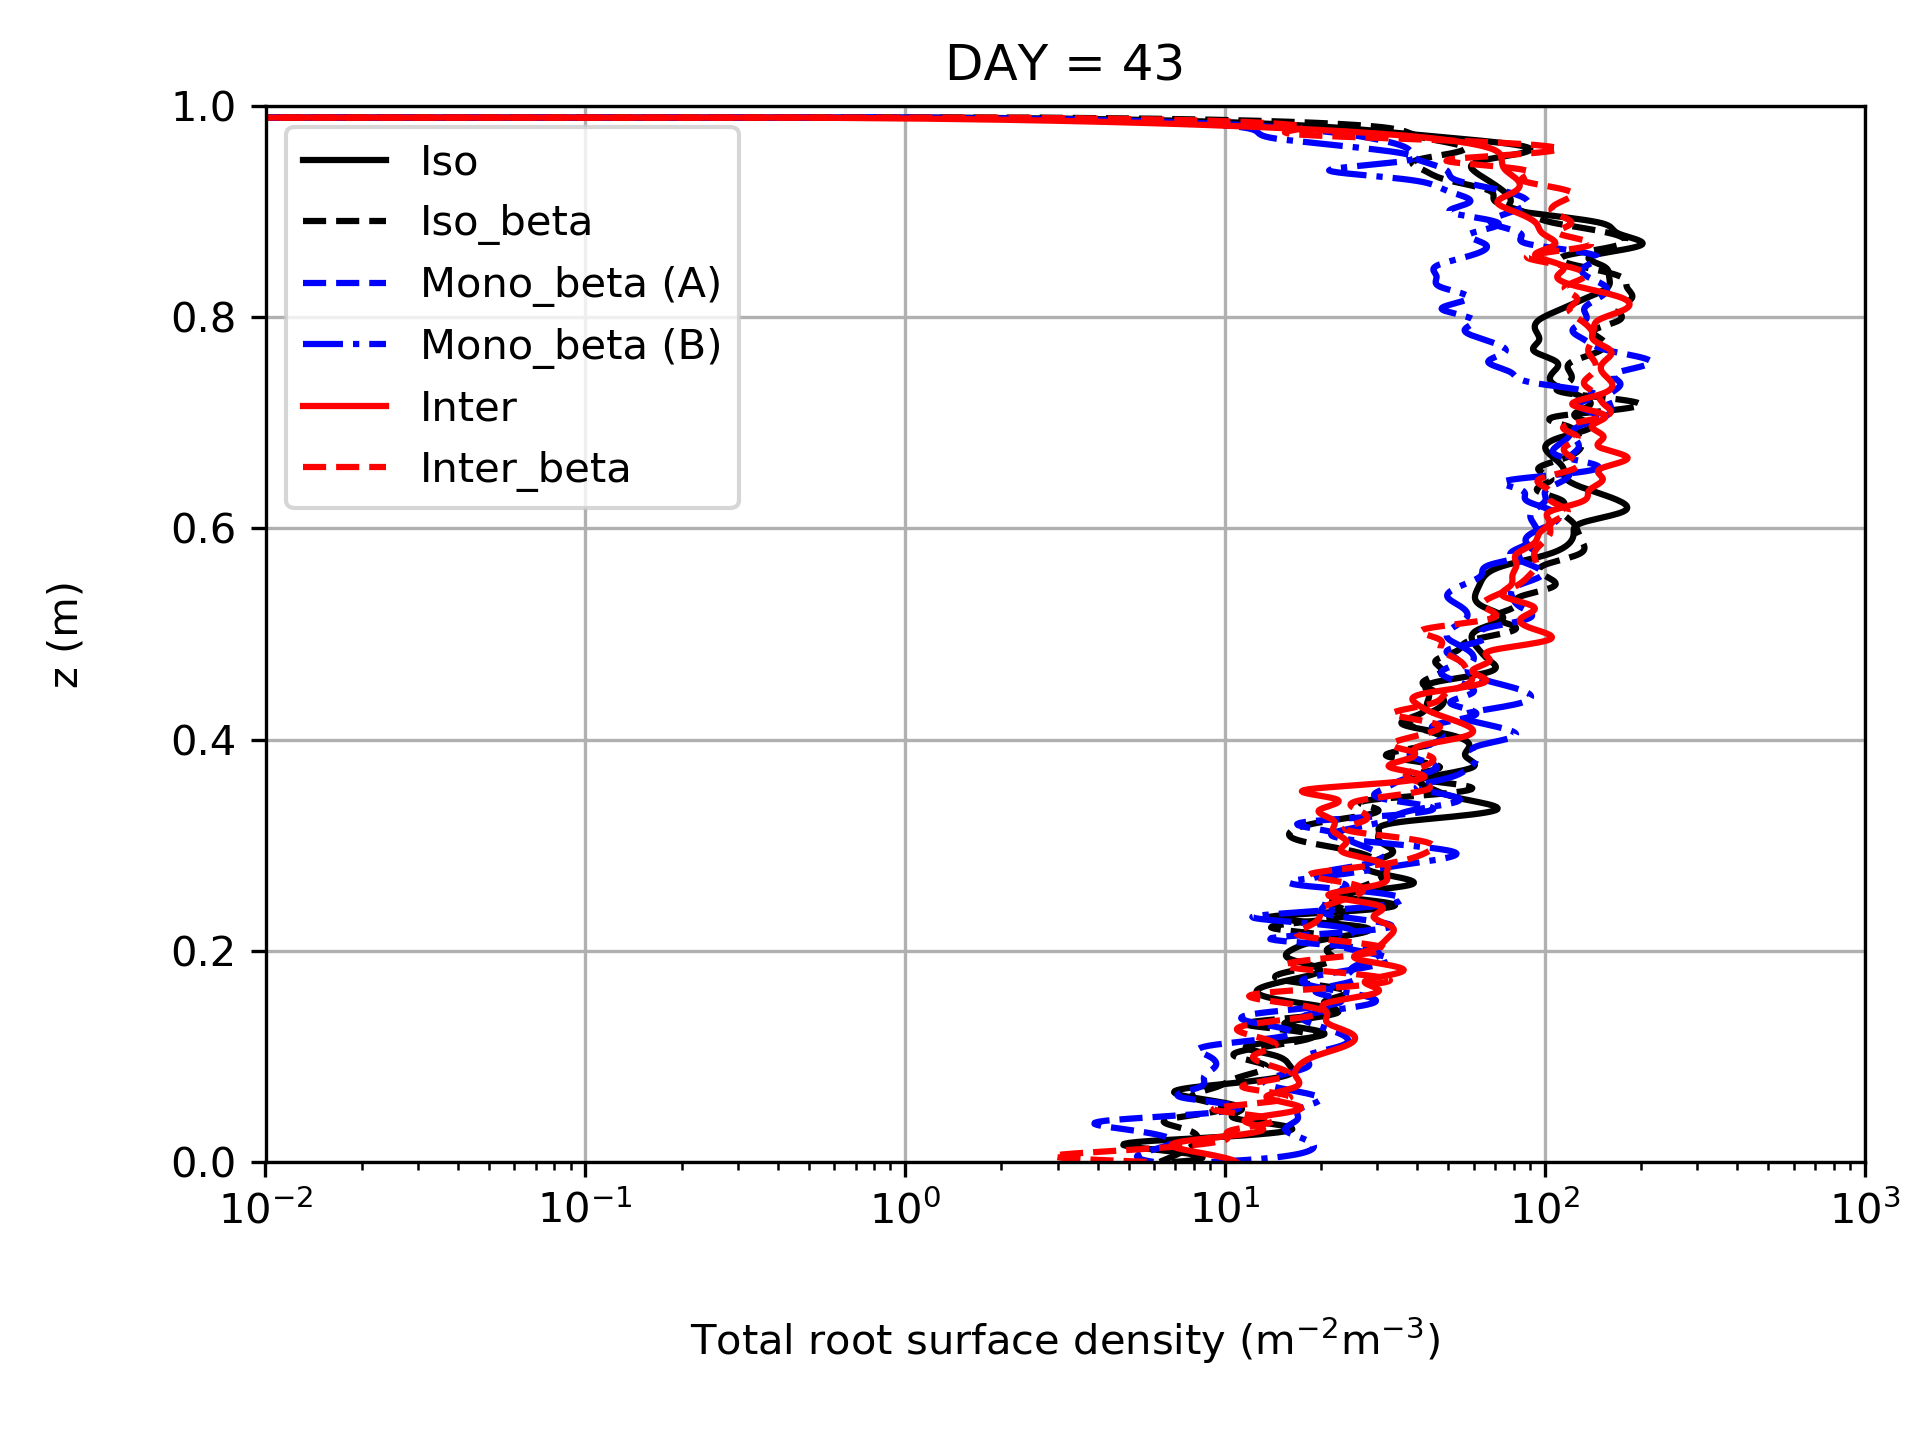 DAY = 43
1.0
0.8
0.6
0.4
0.2
0.0
z (m)
Iso
Iso_beta
Mono_beta (A)
Mono_beta (B)
Inter
Inter_beta
10⁻² 10⁻¹ 10⁰ 10¹ 10² 10³
Total root surface density (m⁻²m⁻³)